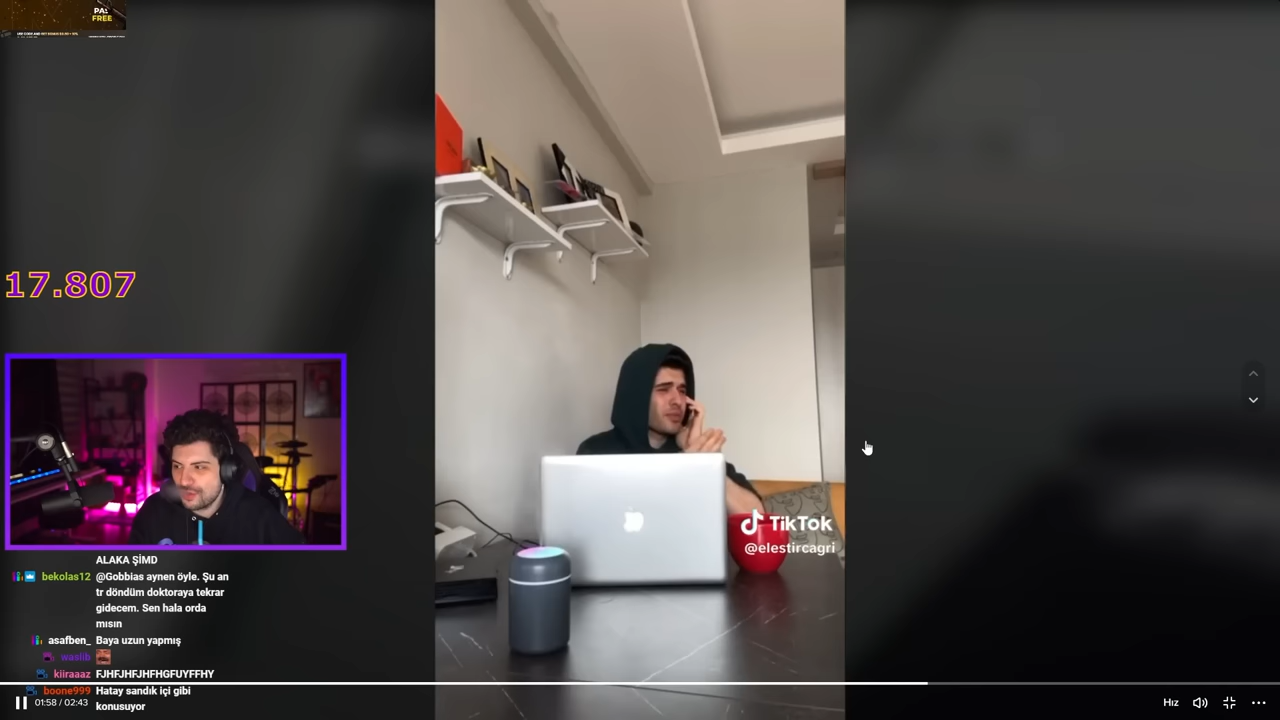 PAS
FREE
17.807
TikTok
@elestircagri
ALAKA ŞİMD
bekolas12 @Gobbias aynen öyle. Şu an
tr döndüm doktoraya tekrar
gidecem. Sen hala orda
mısın
asafben_ Baya uzun yapmış
waslib
kiiraaaz FJHFJHFJHFHGFUYFFHY
boone999 Hatay sandık içi gibi
konusuyor
01:58 / 02:43
Hız